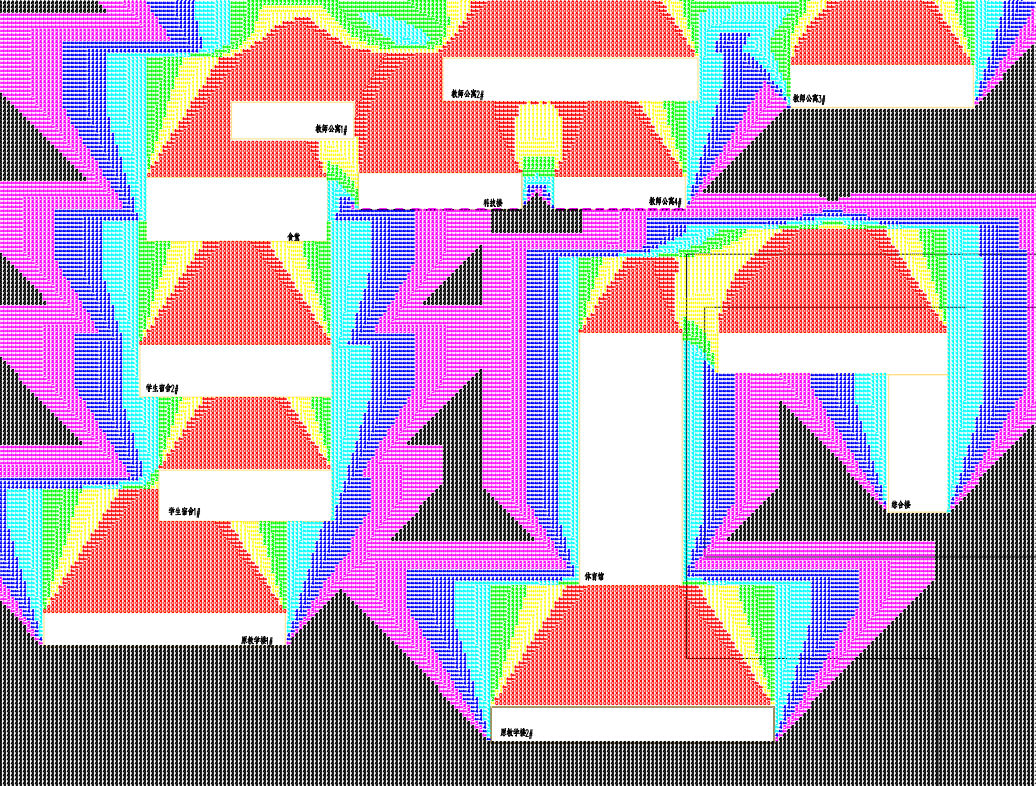 教师公寓2#
教师公寓3#
教师公寓1#
科技楼
教师公寓4#
食堂
学生宿舍2#
学生宿舍1#
综合楼
体育馆
原教学楼1#
原教学楼2#